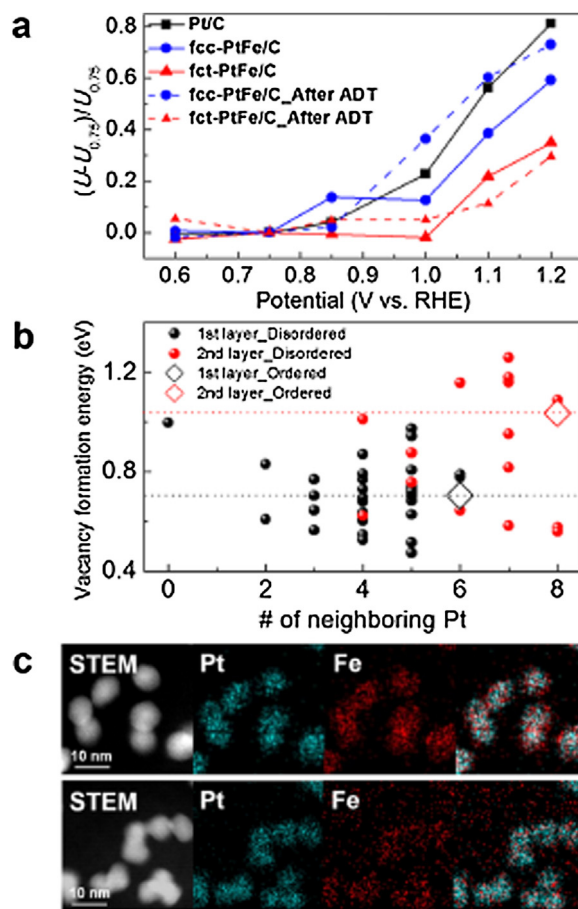 a
(U-U0.75)/U0.75
0.8
0.6
0.4
0.2
0.0
Pt/C
fcc-PtFe/C
fct-PtFe/C
fcc-PtFe/C_After ADT
fct-PtFe/C_After ADT
0.6 0.7 0.8 0.9 1.0 1.1 1.2
Potential (V vs. RHE)
b
Vacancy formation energy (eV)
1.2
0.8
0.4
1st layer_Disordered
2nd layer_Disordered
1st layer_Ordered
2nd layer_Ordered
0 2 3 4 5 6 7 8
# of neighboring Pt
c
STEM Pt Fe
10 nm
STEM Pt Fe
10 nm